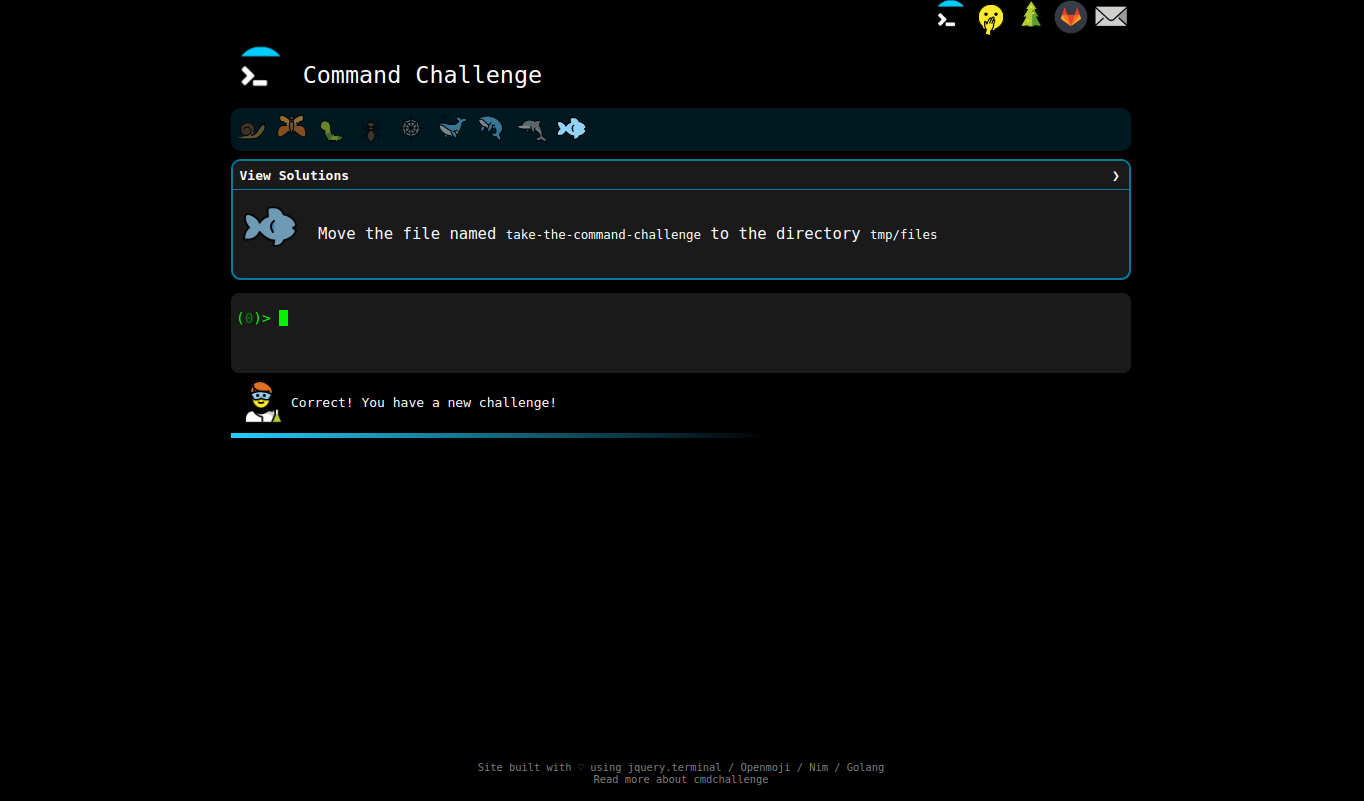 Command Challenge
View Solutions ❯
Move the file named take-the-command-challenge to the directory tmp/files
(0)>
Correct! You have a new challenge!
Site built with ♡ using jquery.terminal / Openmoji / Nim / Golang
Read more about cmdchallenge